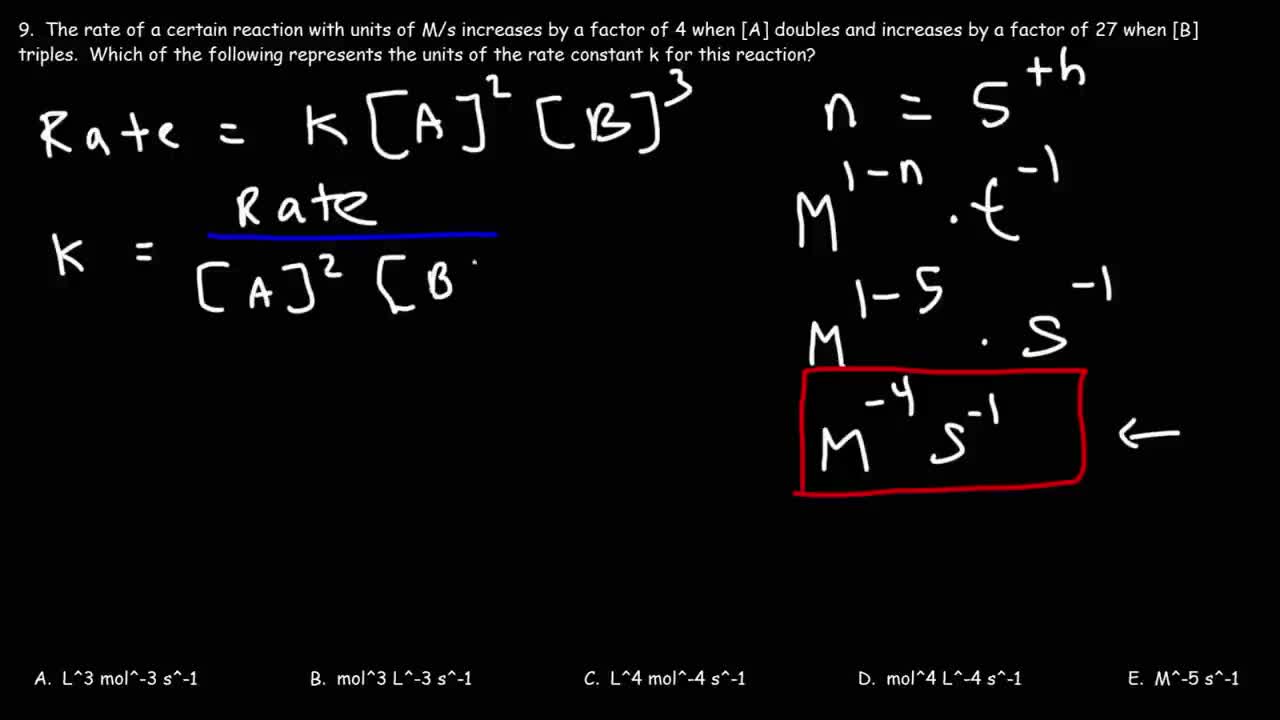 9. The rate of a certain reaction with units of M/s increases by a factor of 4 when [A] doubles and increases by a factor of 27 when [B]
triples. Which of the following represents the units of the rate constant k for this reaction?
Rate = K [A]^2 [B]^3
K = Rate / [A]^2 [B
n = 5^th
M^1-n · t^-1
M^1-5 · s^-1
M^-4 s^-1 ←
A. L^3 mol^-3 s^-1 B. mol^3 L^-3 s^-1 C. L^4 mol^-4 s^-1 D. mol^4 L^-4 s^-1 E. M^-5 s^-1